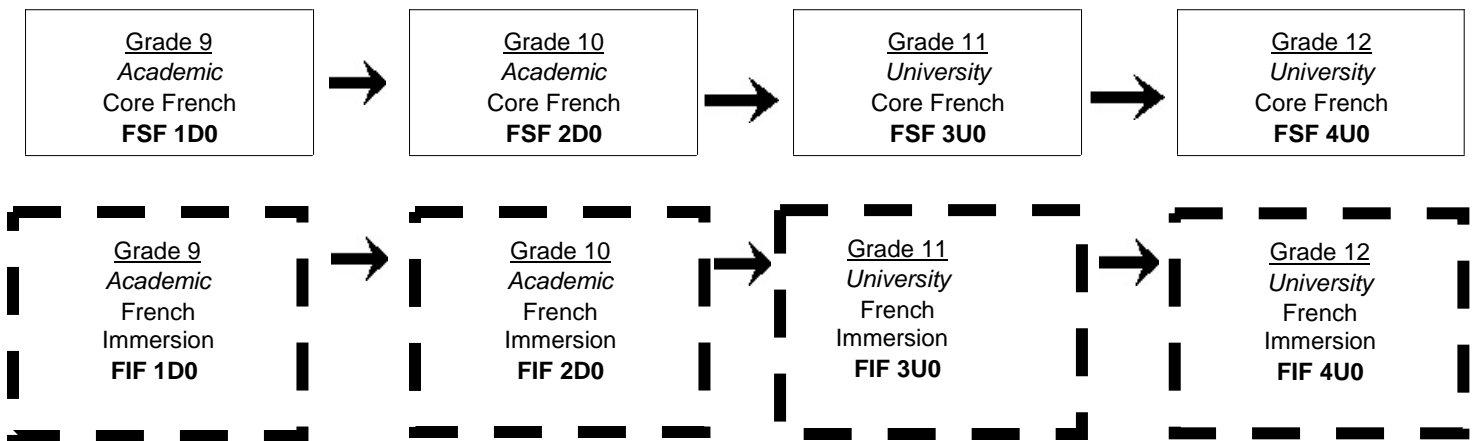 Grade 9
Academic
Core French
FSF 1D0
Grade 10
Academic
Core French
FSF 2D0
Grade 11
University
Core French
FSF 3U0
Grade 12
University
Core French
FSF 4U0
Grade 9
Academic
French
Immersion
FIF 1D0
Grade 10
Academic
French
Immersion
FIF 2D0
Grade 11
University
French
Immersion
FIF 3U0
Grade 12
University
French
Immersion
FIF 4U0